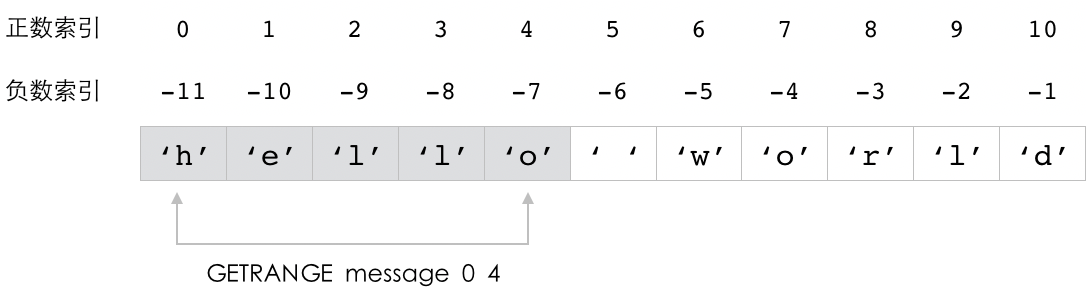 正数索引 0 1 2 3 4 5 6 7 8 9 10
负数索引 -11 -10 -9 -8 -7 -6 -5 -4 -3 -2 -1
‘h’ ‘e’ ‘l’ ‘l’ ‘o’ ‘ ‘ ‘w’ ‘o’ ‘r’ ‘l’ ‘d’
GETRANGE message 0 4